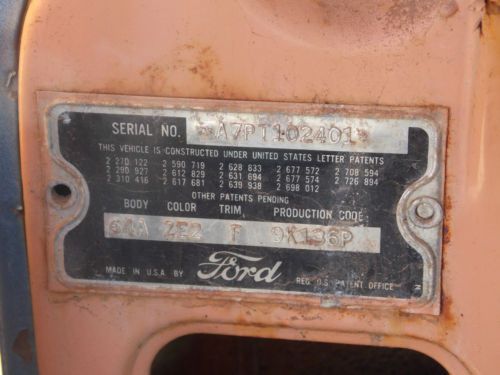 SERIAL NO. A7PT102401
THIS VEHICLE IS CONSTRUCTED UNDER UNITED STATES LETTER PATENTS
2 270 122 2 590 719 2 628 833 2 677 572 2 708 594
2 290 927 2 612 829 2 631 694 2 677 574 2 726 894
2 310 416 2 617 681 2 639 938 2 698 012
OTHER PATENTS PENDING
BODY COLOR TRIM PRODUCTION CODE
64A ZE2 F 9K136P
MADE IN U.S.A BY Ford REG. U.S. PATENT OFFICE